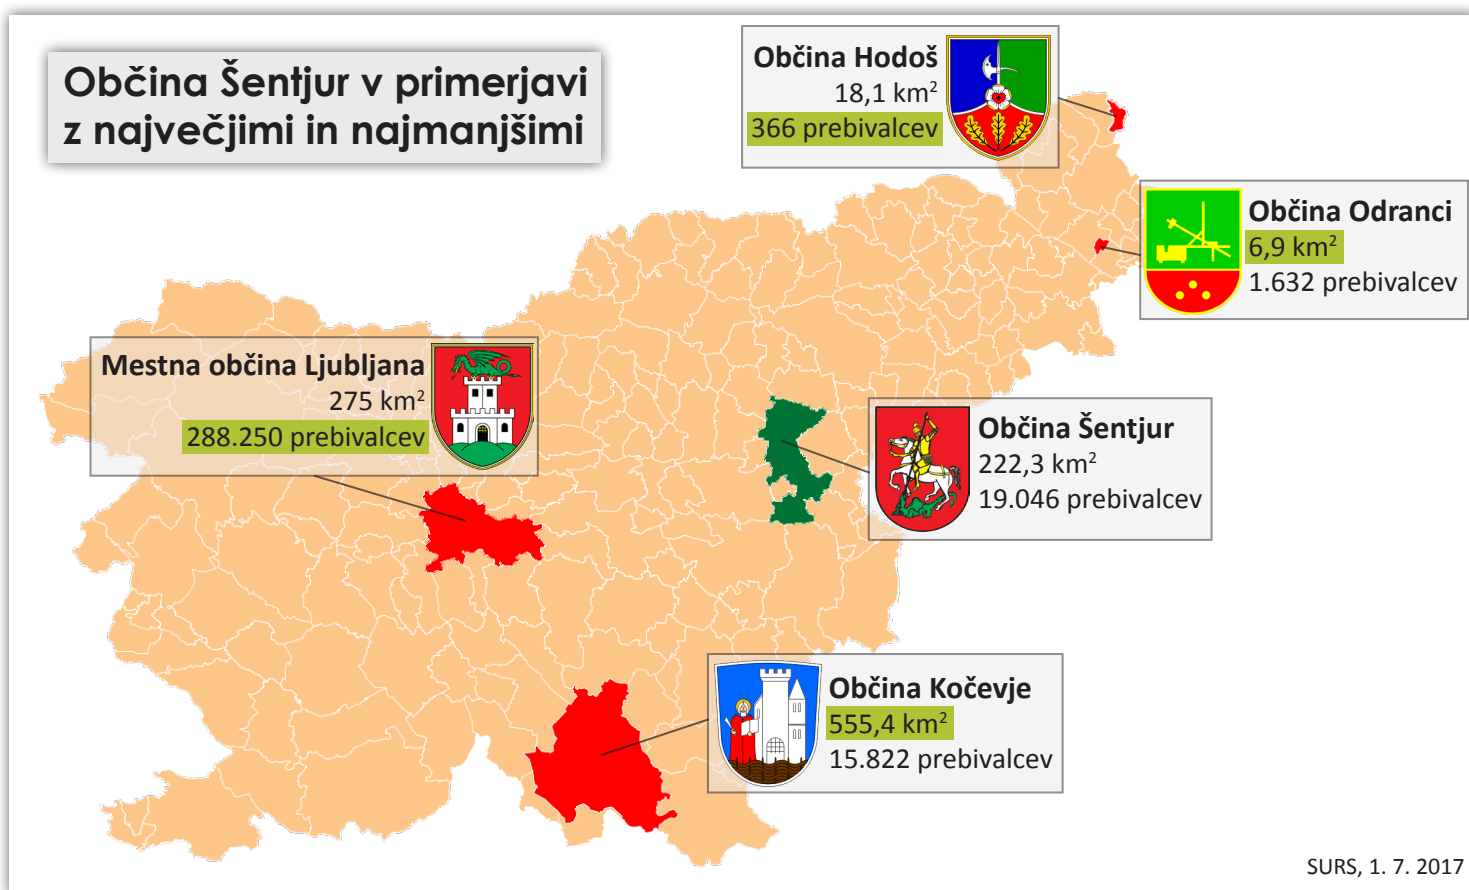 Občina Šentjur v primerjavi
z največjimi in najmanjšimi
Občina Hodoš
18,1 km²
366 prebivalcev
Občina Odranci
6,9 km²
1.632 prebivalcev
Mestna občina Ljubljana
275 km²
288.250 prebivalcev
Občina Šentjur
222,3 km²
19.046 prebivalcev
Občina Kočevje
555,4 km²
15.822 prebivalcev
SURS, 1. 7. 2017